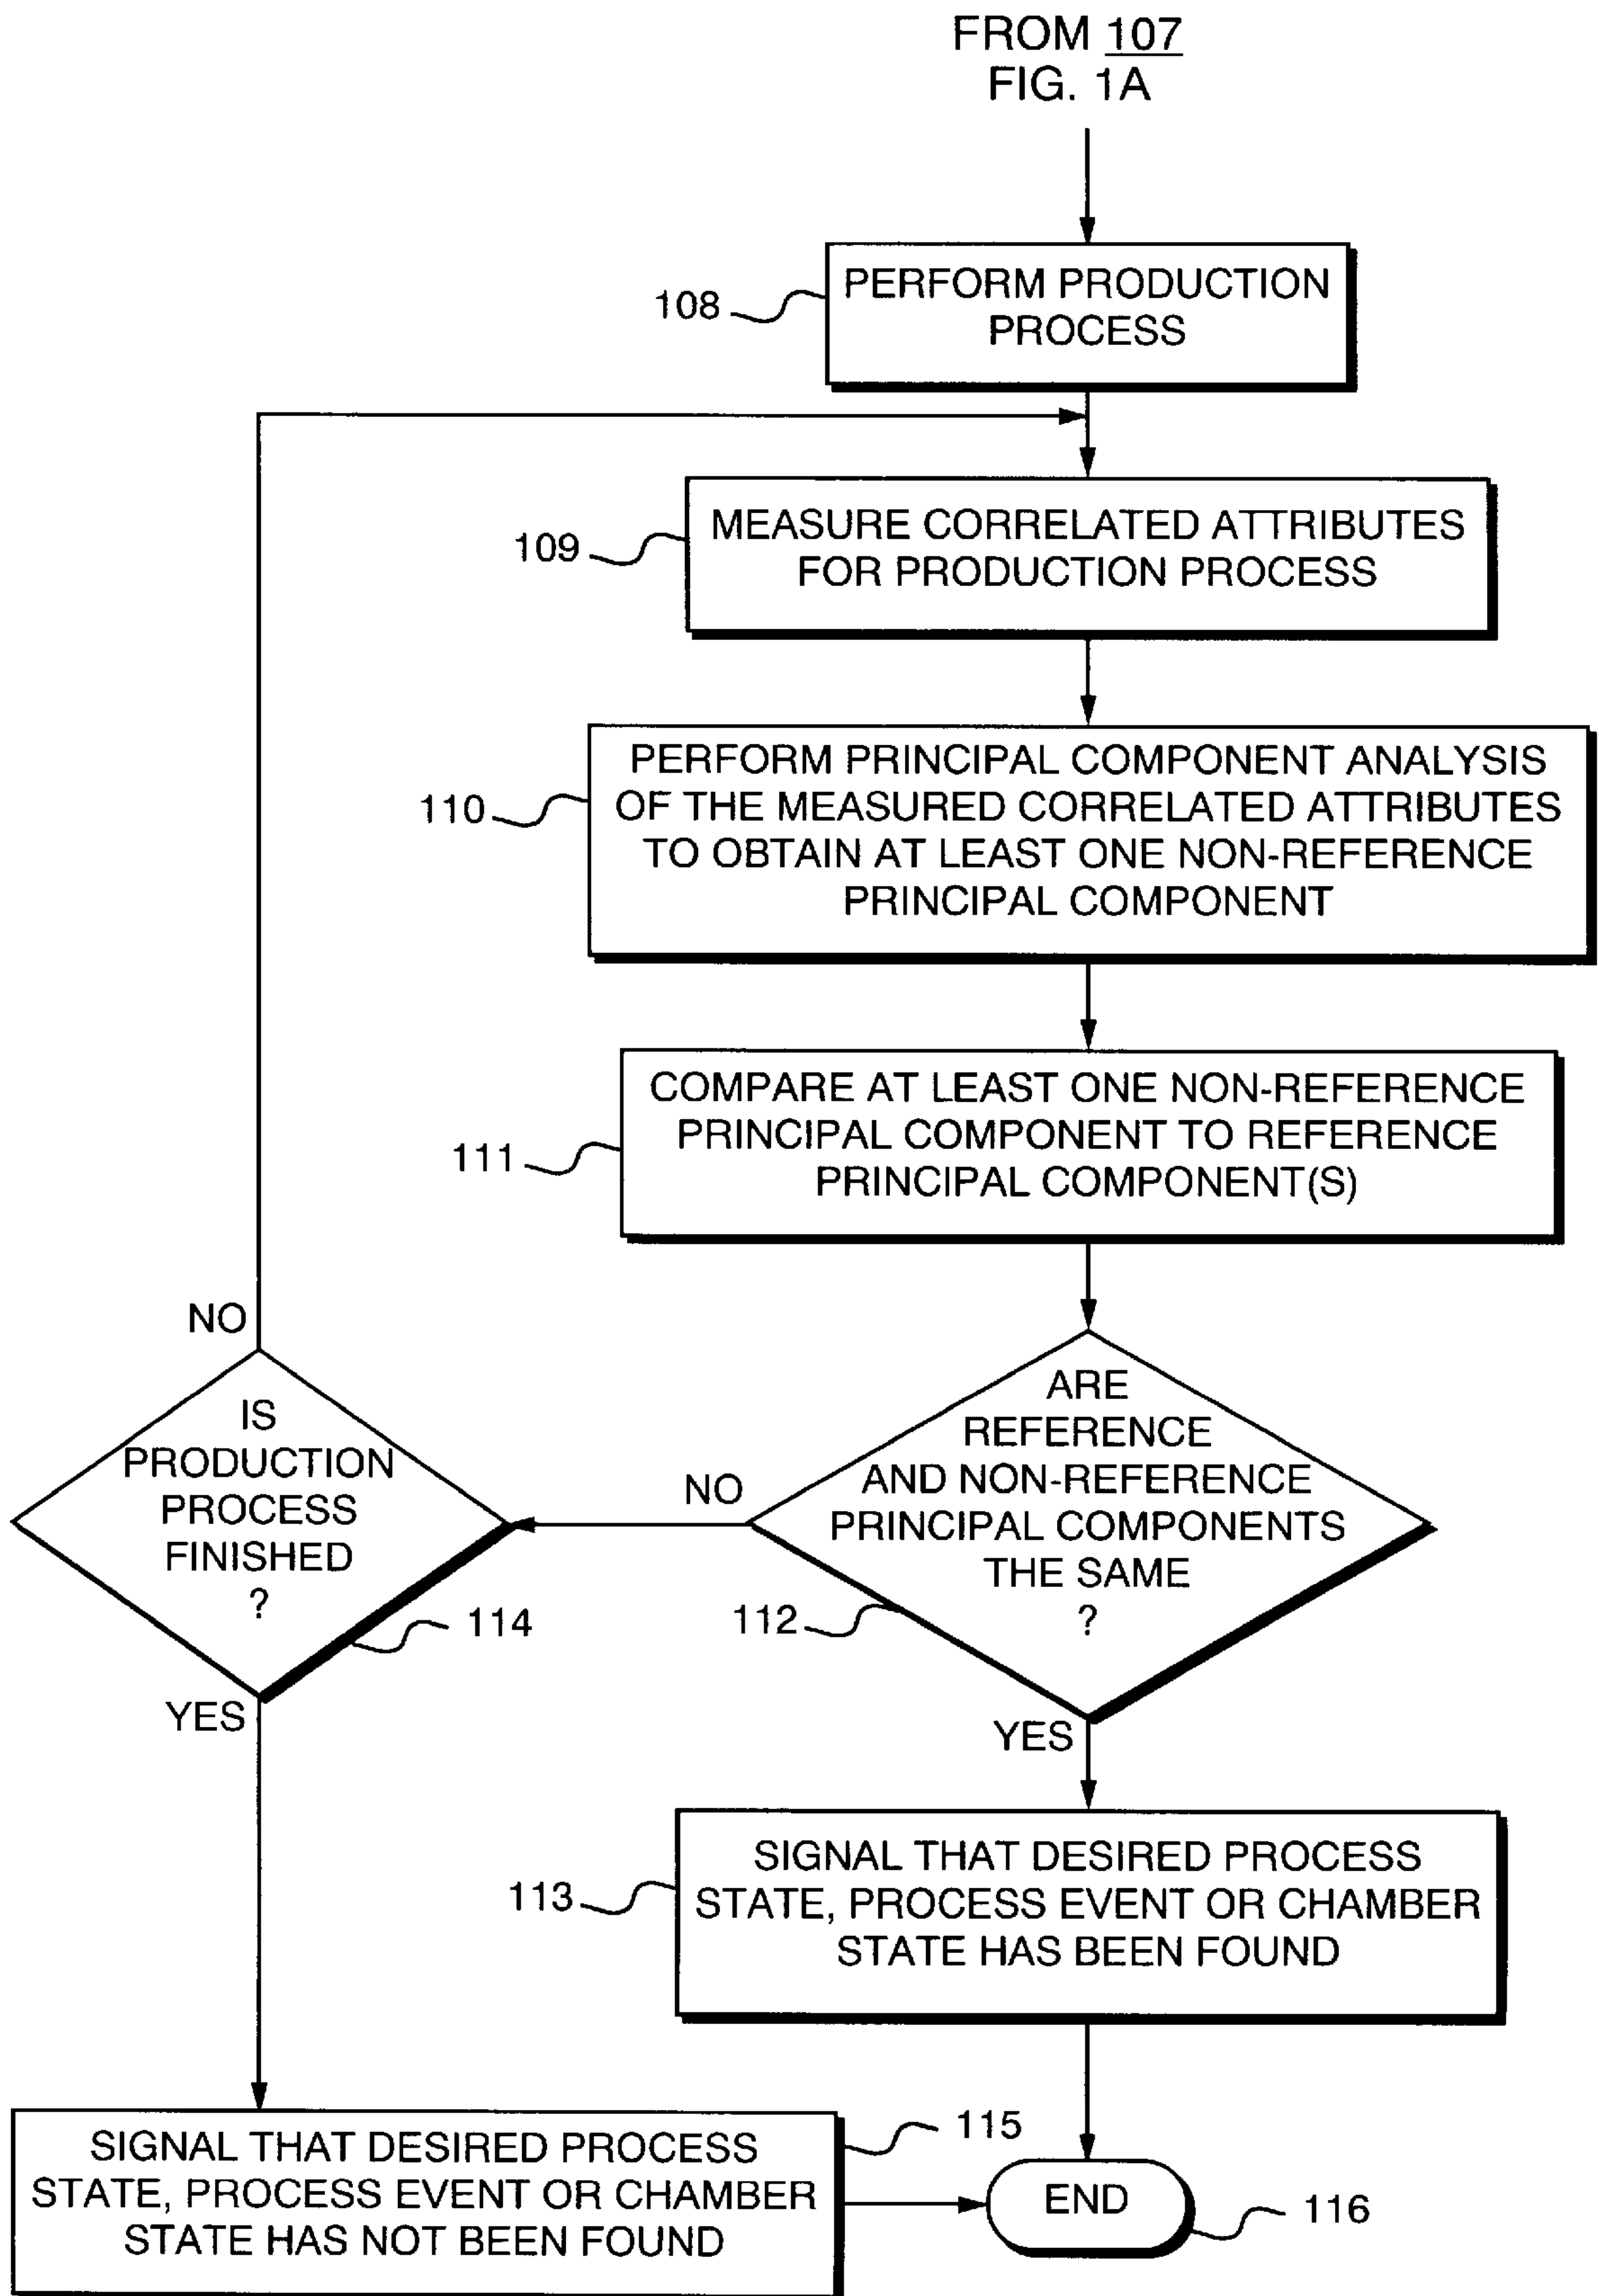 FROM 107
FIG. 1A
108
PERFORM PRODUCTION
PROCESS
109
MEASURE CORRELATED ATTRIBUTES
FOR PRODUCTION PROCESS
110
PERFORM PRINCIPAL COMPONENT ANALYSIS
OF THE MEASURED CORRELATED ATTRIBUTES
TO OBTAIN AT LEAST ONE NON-REFERENCE
PRINCIPAL COMPONENT
111
COMPARE AT LEAST ONE NON-REFERENCE
PRINCIPAL COMPONENT TO REFERENCE
PRINCIPAL COMPONENT(S)
ARE
REFERENCE
AND NON-REFERENCE
PRINCIPAL COMPONENTS
THE SAME
?
112
NO
YES
NO
IS
PRODUCTION
PROCESS
FINISHED
?
114
YES
113
SIGNAL THAT DESIRED PROCESS
STATE, PROCESS EVENT OR CHAMBER
STATE HAS BEEN FOUND
SIGNAL THAT DESIRED PROCESS
STATE, PROCESS EVENT OR CHAMBER
STATE HAS NOT BEEN FOUND
115
END
116